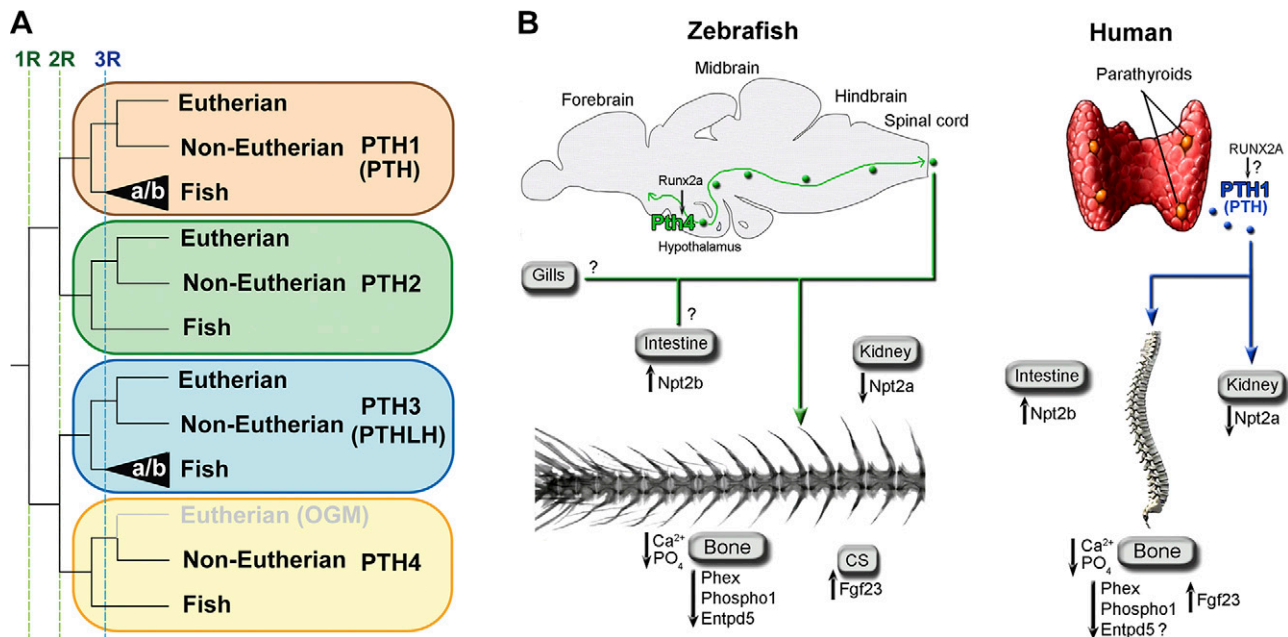 A
1R 2R 3R
Eutherian
Non-Eutherian
PTH1
(PTH)
a/b
Fish
Eutherian
Non-Eutherian PTH2
Fish
Eutherian
Non-Eutherian
PTH3
(PTHLH)
a/b
Fish
Eutherian (OGM)
Non-Eutherian PTH4
Fish
B
Zebrafish
Midbrain
Forebrain
Hindbrain
Spinal cord
Runx2a
Pth4
Hypothalamus
Gills
?
?
Intestine
Npt2b
Kidney
Npt2a
Ca²⁺
PO₄
Bone
Phex
Phospho1
Entpd5
CS
Fgf23
Human
Parathyroids
RUNX2A
?
PTH1
(PTH)
Intestine
Npt2b
Kidney
Npt2a
Ca²⁺
PO₄
Bone
Phex
Phospho1
Entpd5 ?
Fgf23